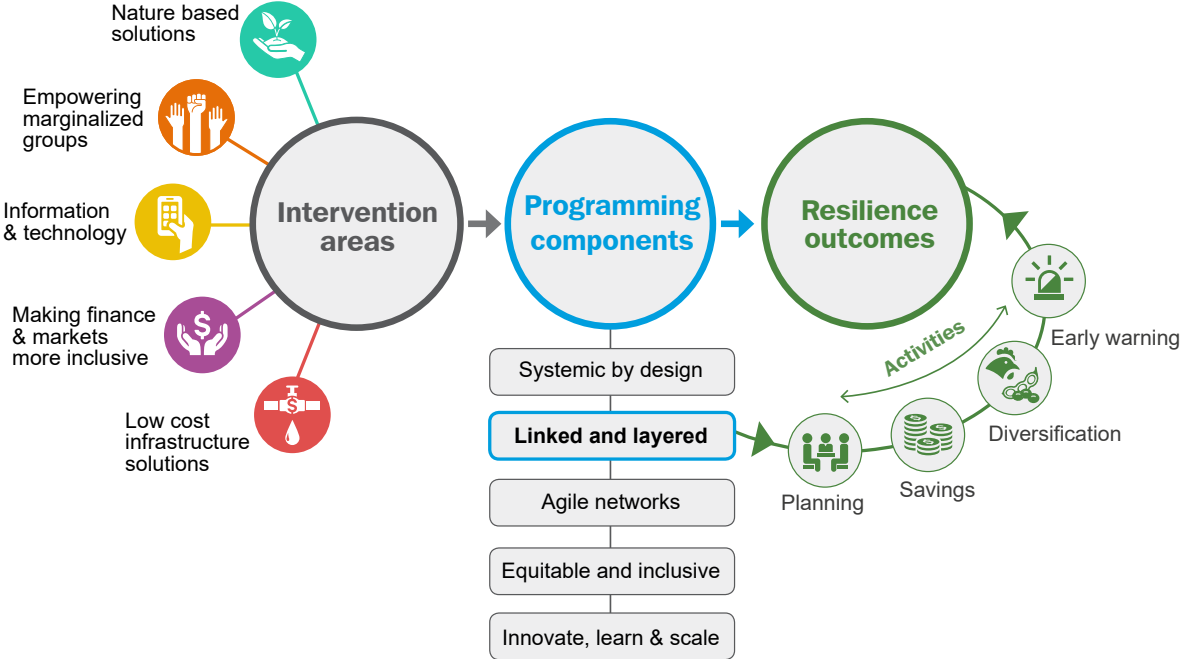 Nature based
solutions
Empowering
marginalized
groups
Information
& technology
Making finance
& markets
more inclusive
$
Low cost
infrastructure
solutions
$
Intervention
areas
Programming
components
Systemic by design
Linked and layered
Agile networks
Equitable and inclusive
Innovate, learn & scale
Resilience
outcomes
Activities
Early warning
Diversification
Savings
Planning